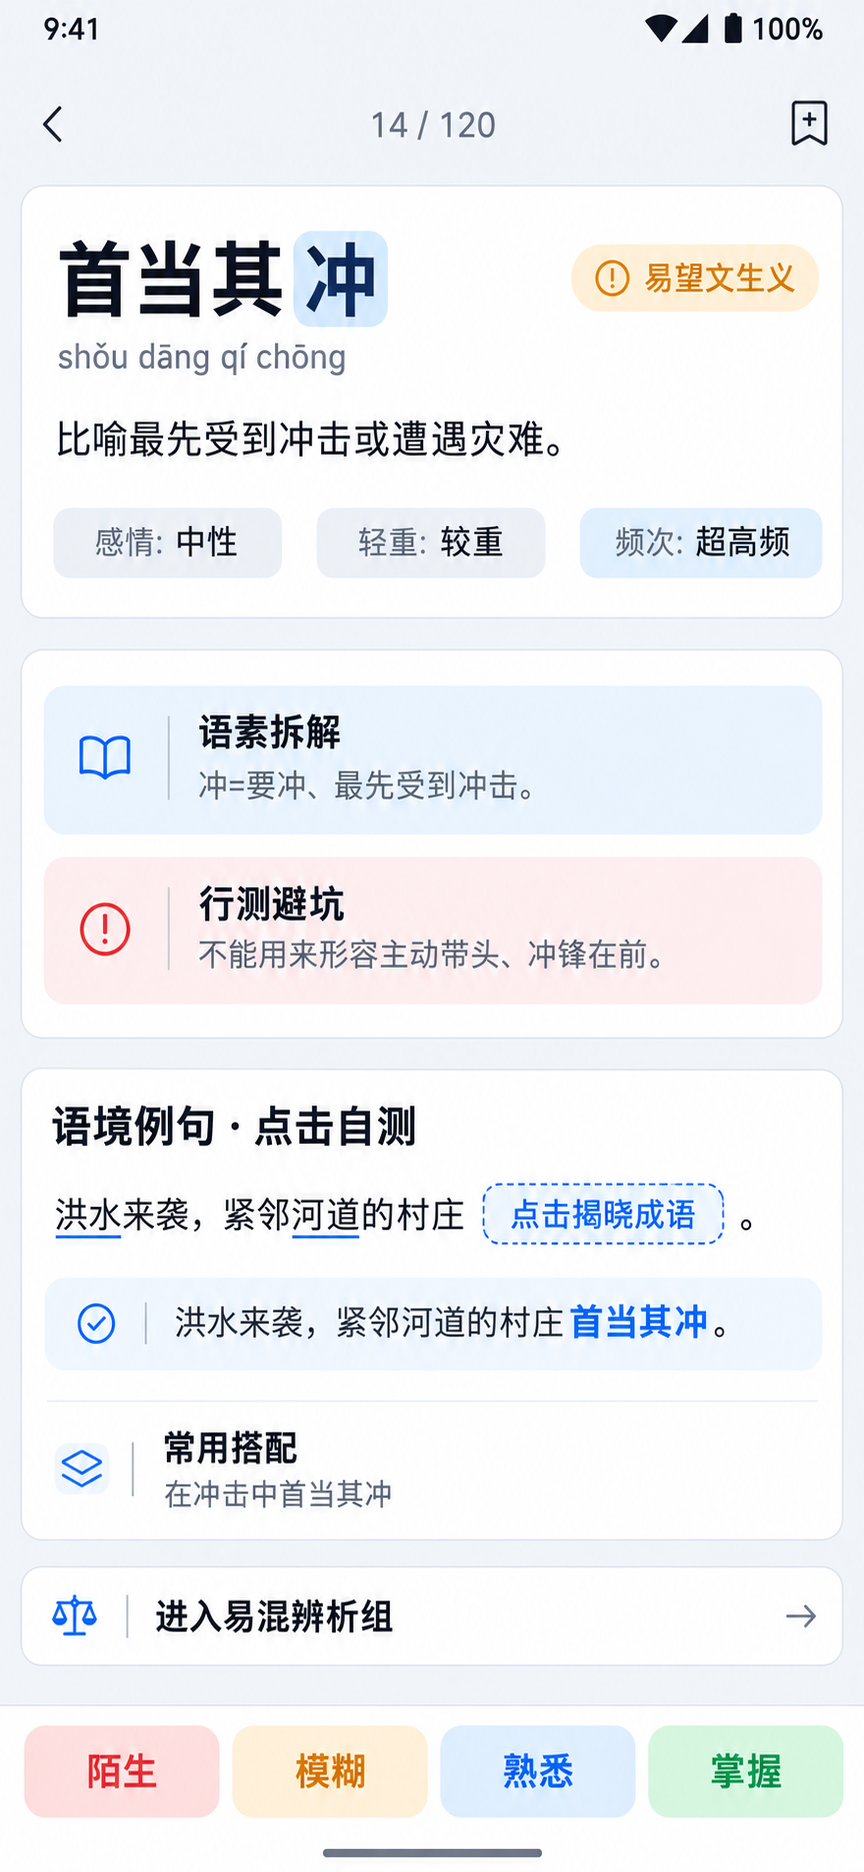 9:41
100%
14 / 120
首当其冲
易望文生义
shǒu dāng qí chōng
比喻最先受到冲击或遭遇灾难。
感情: 中性
轻重: 较重
频次: 超高频
语素拆解
冲=要冲、最先受到冲击。
行测避坑
不能用来形容主动带头、冲锋在前。
语境例句 · 点击自测
洪水来袭，紧邻河道的村庄 点击揭晓成语 。
洪水来袭，紧邻河道的村庄首当其冲。
常用搭配
在冲击中首当其冲
进入易混辨析组
陌生
模糊
熟悉
掌握